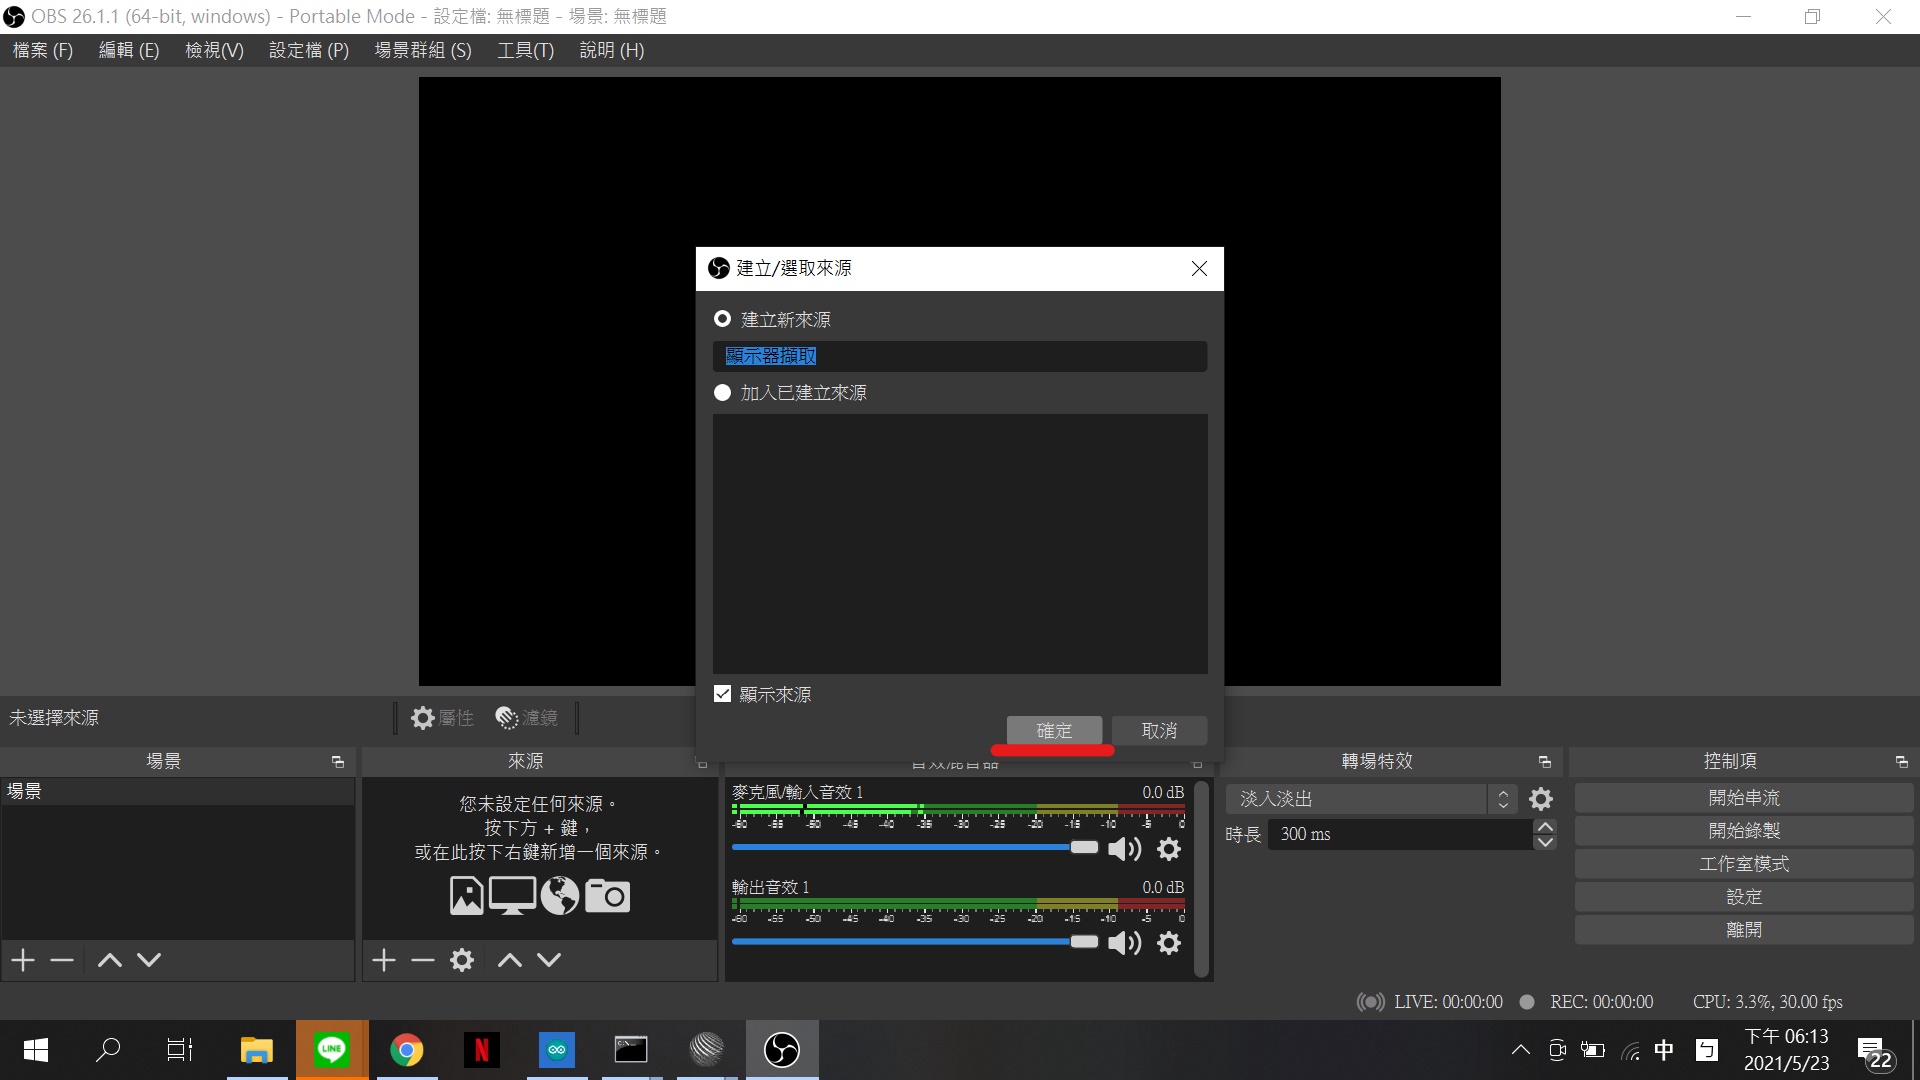 OBS 26.1.1 (64-bit, windows) - Portable Mode - 設定檔: 無標題 - 場景: 無標題
檔案 (F) 編輯 (E) 檢視(V) 設定檔 (P) 場景群組 (S) 工具(T) 說明 (H)
建立/選取來源
建立新來源
顯示器擷取
加入已建立來源
顯示來源
確定 取消
未選擇來源 屬性 濾鏡
場景
場景
來源
您未設定任何來源。
按下方 + 鍵，
或在此按下右鍵新增一個來源。
麥克風/輸入音效 1 0.0 dB
-60 -55 -50 -45 -40 -35 -30 -25 -20 -15 -10 -5 0
輸出音效 1 0.0 dB
-60 -55 -50 -45 -40 -35 -30 -25 -20 -15 -10 -5 0
轉場特效
淡入淡出
時長 300 ms
控制項
開始串流
開始錄製
工作室模式
設定
離開
LIVE: 00:00:00 REC: 00:00:00 CPU: 3.3%, 30.00 fps
LINE
N
中
ㄅ
下午 06:13
2021/5/23
22